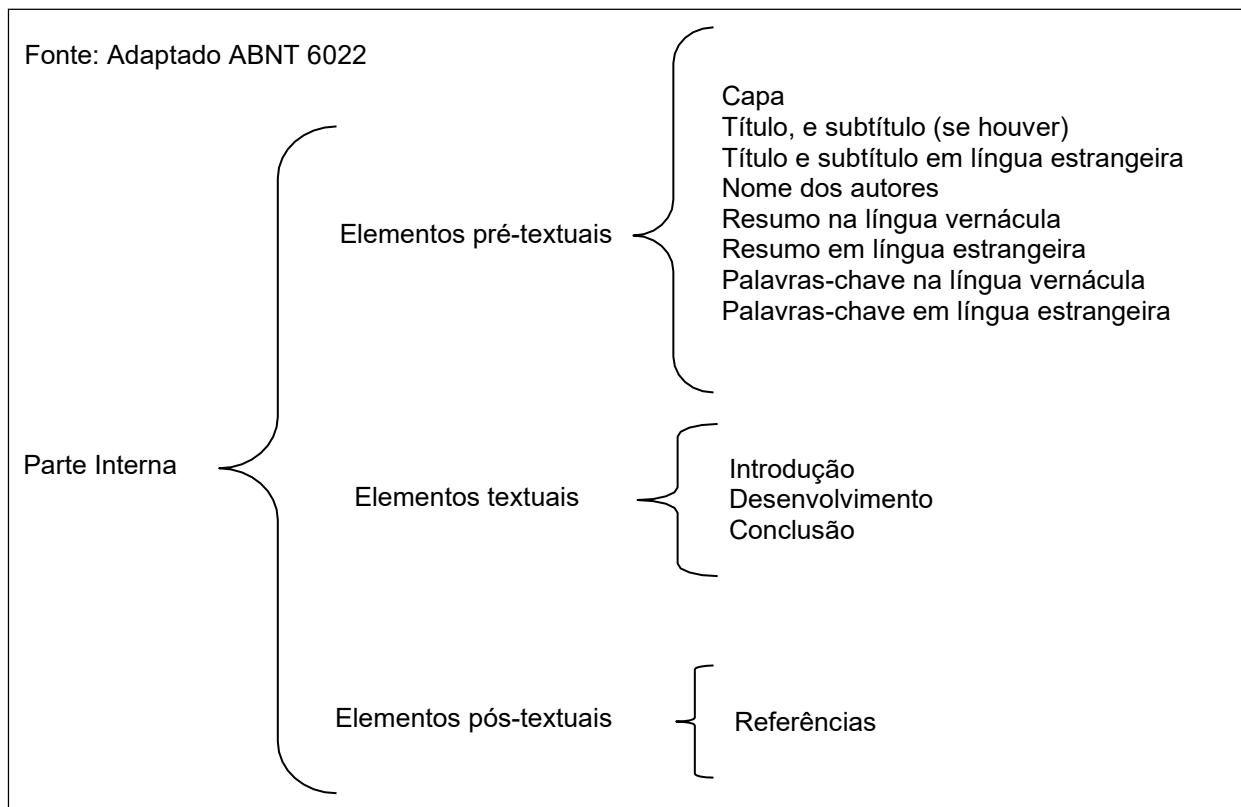 Fonte: Adaptado ABNT 6022
Capa
Título, e subtítulo (se houver)
Título e subtítulo em língua estrangeira
Nome dos autores
Elementos pré-textuais
Resumo na língua vernácula
Resumo em língua estrangeira
Palavras-chave na língua vernácula
Palavras-chave em língua estrangeira
Parte Interna
Elementos textuais
Introdução
Desenvolvimento
Conclusão
Elementos pós-textuais
Referências